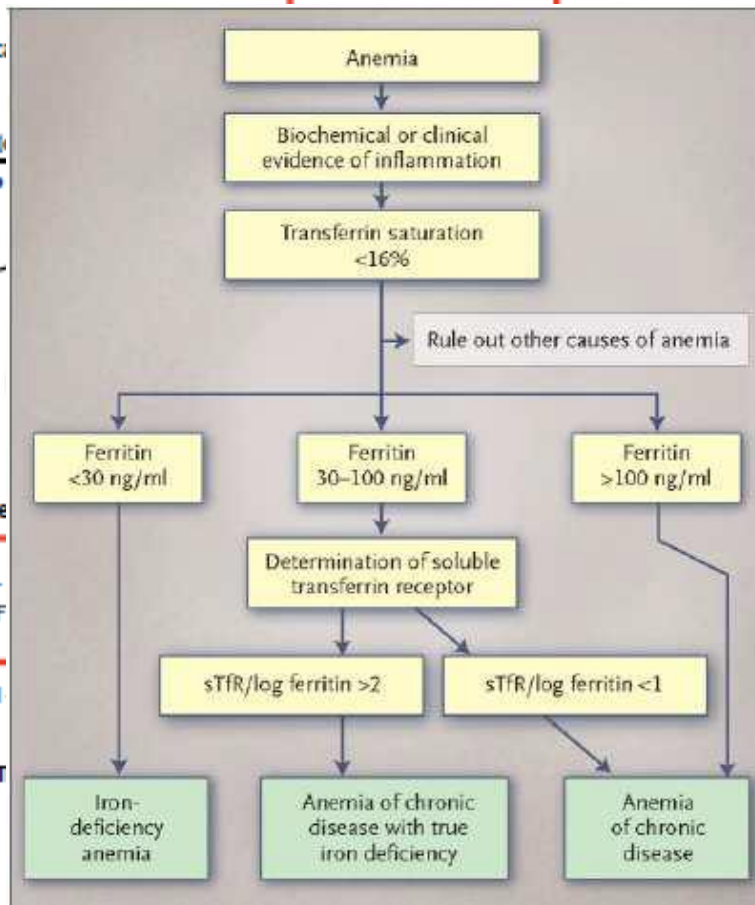 Anemia
Biochemical or clinical
evidence of inflammation
Transferrin saturation
<16%
Rule out other causes of anemia
Ferritin
<30 ng/ml
Ferritin
30–100 ng/ml
Ferritin
>100 ng/ml
Determination of soluble
transferrin receptor
sTfR/log ferritin >2
sTfR/log ferritin <1
Iron-
deficiency
anemia
Anemia of chronic
disease with true
iron deficiency
Anemia
of chronic
disease